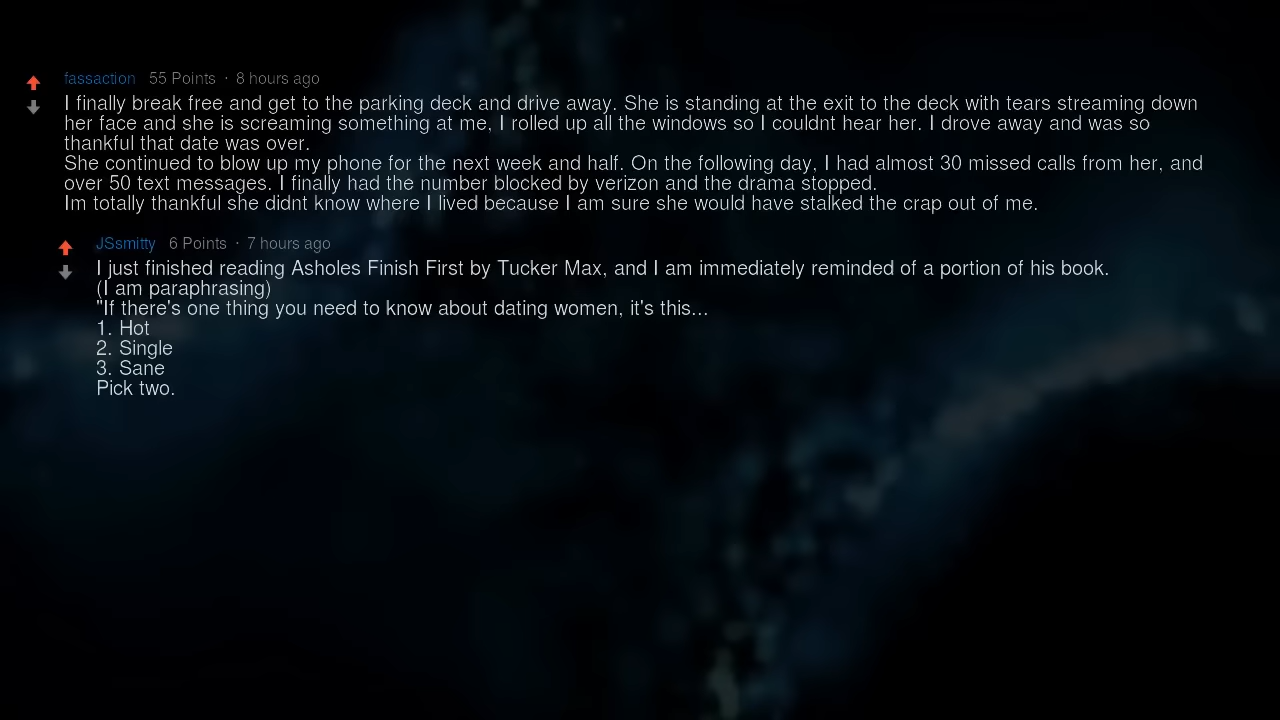 fassaction 55 Points · 8 hours ago
I finally break free and get to the parking deck and drive away. She is standing at the exit to the deck with tears streaming down
her face and she is screaming something at me, I rolled up all the windows so I couldnt hear her. I drove away and was so
thankful that date was over.
She continued to blow up my phone for the next week and half. On the following day, I had almost 30 missed calls from her, and
over 50 text messages. I finally had the number blocked by verizon and the drama stopped.
Im totally thankful she didnt know where I lived because I am sure she would have stalked the crap out of me.
JSsmitty 6 Points · 7 hours ago
I just finished reading Asholes Finish First by Tucker Max, and I am immediately reminded of a portion of his book.
(I am paraphrasing)
"If there's one thing you need to know about dating women, it's this...
1. Hot
2. Single
3. Sane
Pick two.